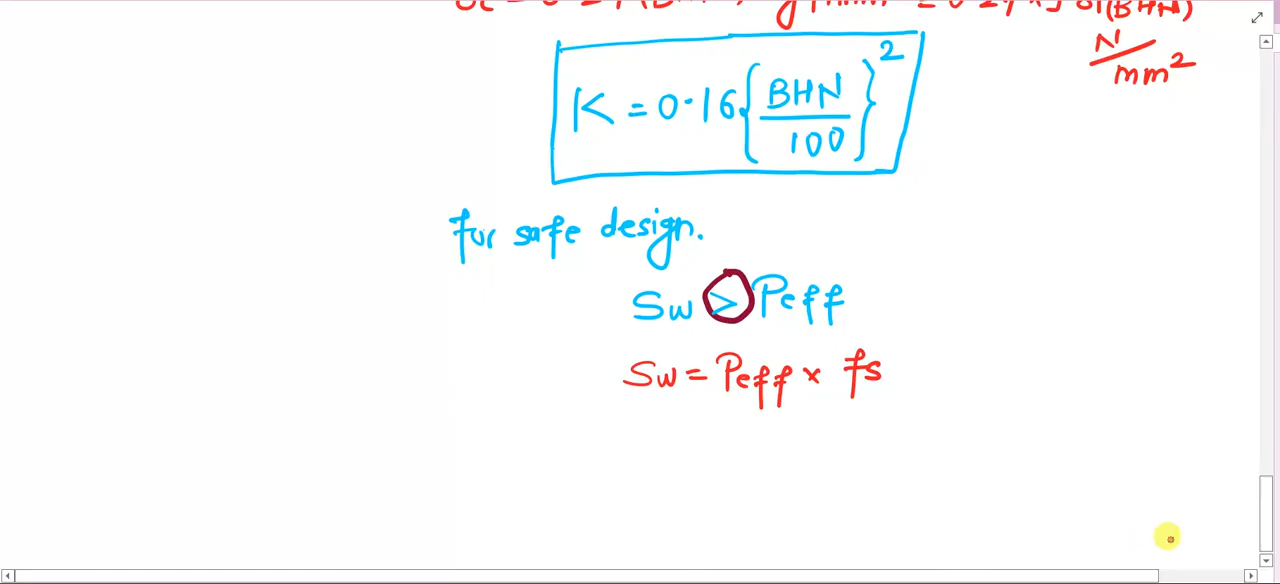 N/mm²
K = 0.16 { BHN / 100 }²
for safe design.
Sw > Peff
Sw = Peff × fs